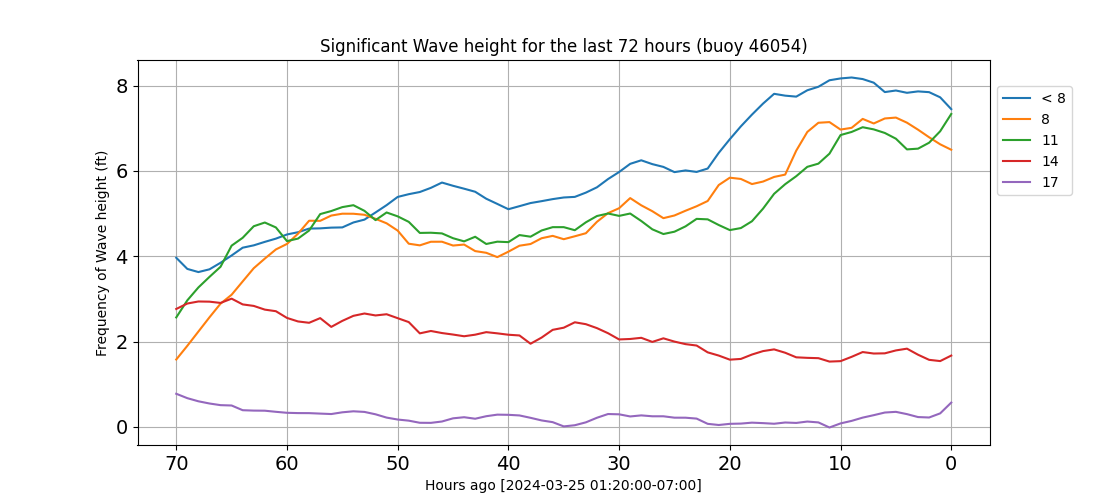 Significant Wave height for the last 72 hours (buoy 46054)
Frequency of Wave height (ft)
8
6
4
2
0
70 60 50 40 30 20 10 0
Hours ago [2024-03-25 01:20:00-07:00]
< 8
8
11
14
17